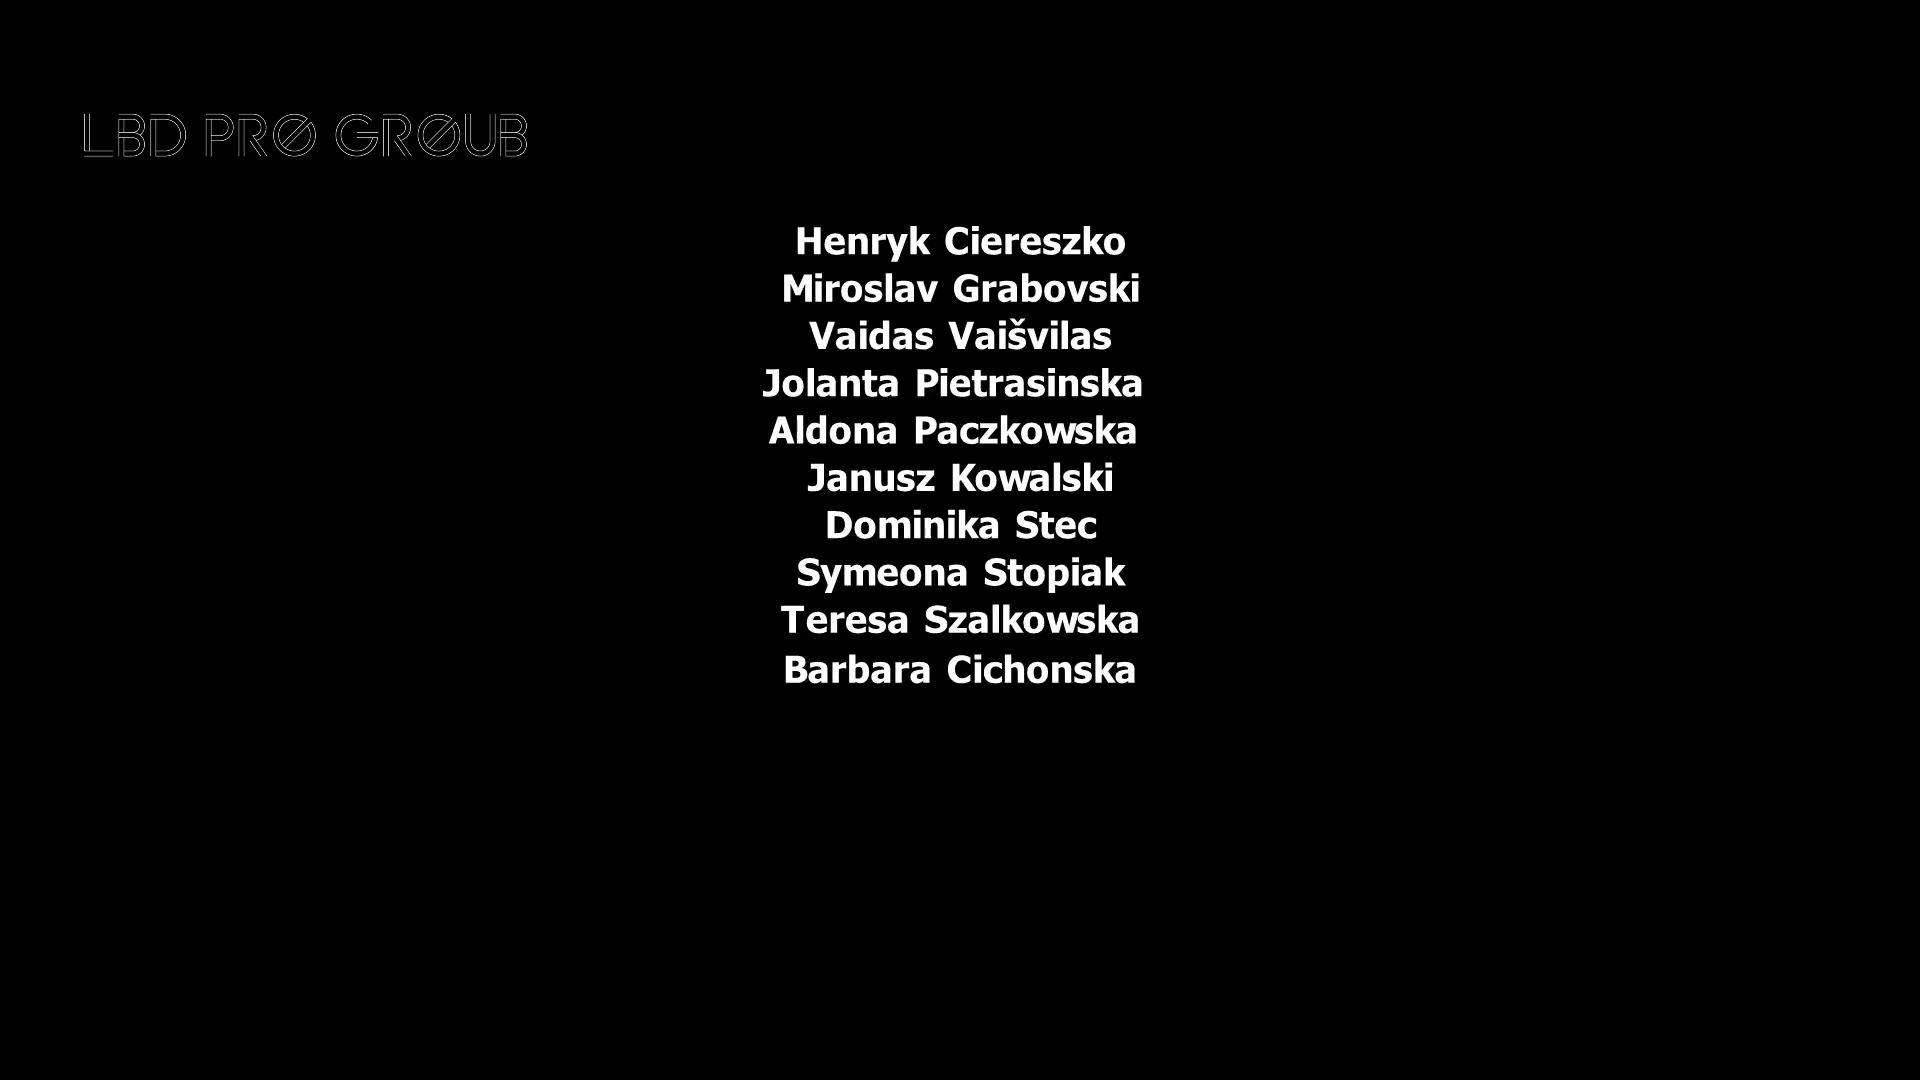 LBD PRØ GRØUB
Henryk Ciereszko
Miroslav Grabovski
Vaidas Vaišvilas
Jolanta Pietrasinska
Aldona Paczkowska
Janusz Kowalski
Dominika Stec
Symeona Stopiak
Teresa Szalkowska
Barbara Cichonska